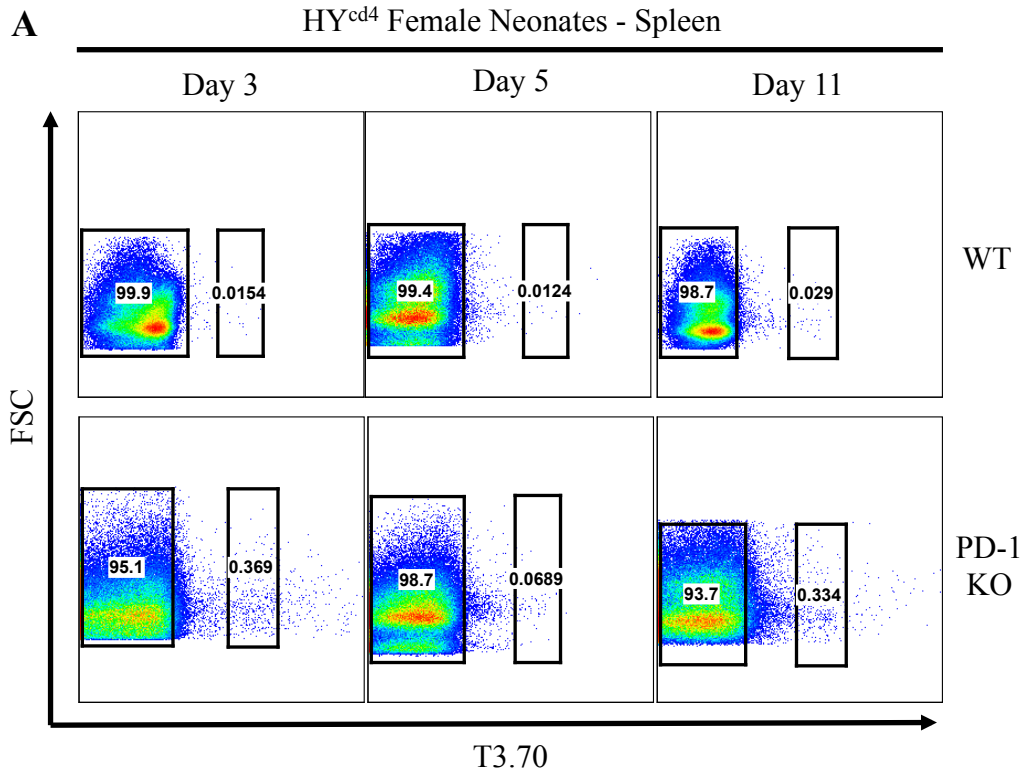 A
HYcd4 Female Neonates - Spleen
Day 3
Day 5
Day 11
99.9
0.0154
99.4
0.0124
98.7
0.029
WT
FSC
95.1
0.369
98.7
0.0689
93.7
0.334
PD-1
KO
T3.70